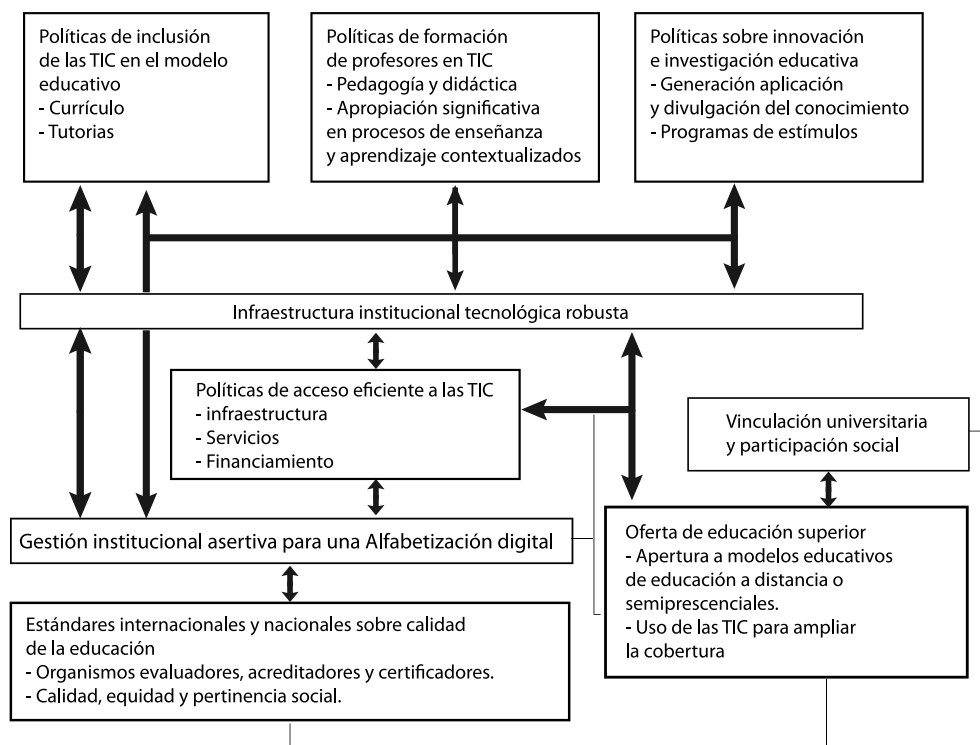 Políticas de inclusión
de las TIC en el modelo
educativo
- Currículo
- Tutorias
Políticas de formación
de profesores en TIC
- Pedagogía y didáctica
- Apropiación significativa
en procesos de enseñanza
y aprendizaje contextualizados
Políticas sobre innovación
e investigación educativa
- Generación aplicación
y divulgación del conocimiento
- Programas de estímulos
Infraestructura institucional tecnológica robusta
Políticas de acceso eficiente a las TIC
- infraestructura
- Servicios
- Financiamiento
Vinculación universitaria
y participación social
Gestión institucional asertiva para una Alfabetización digital
Oferta de educación superior
- Apertura a modelos educativos
de educación a distancia o
semiprescenciales.
- Uso de las TIC para ampliar
la cobertura
Estándares internacionales y nacionales sobre calidad
de la educación
- Organismos evaluadores, acreditadores y certificadores.
- Calidad, equidad y pertinencia social.